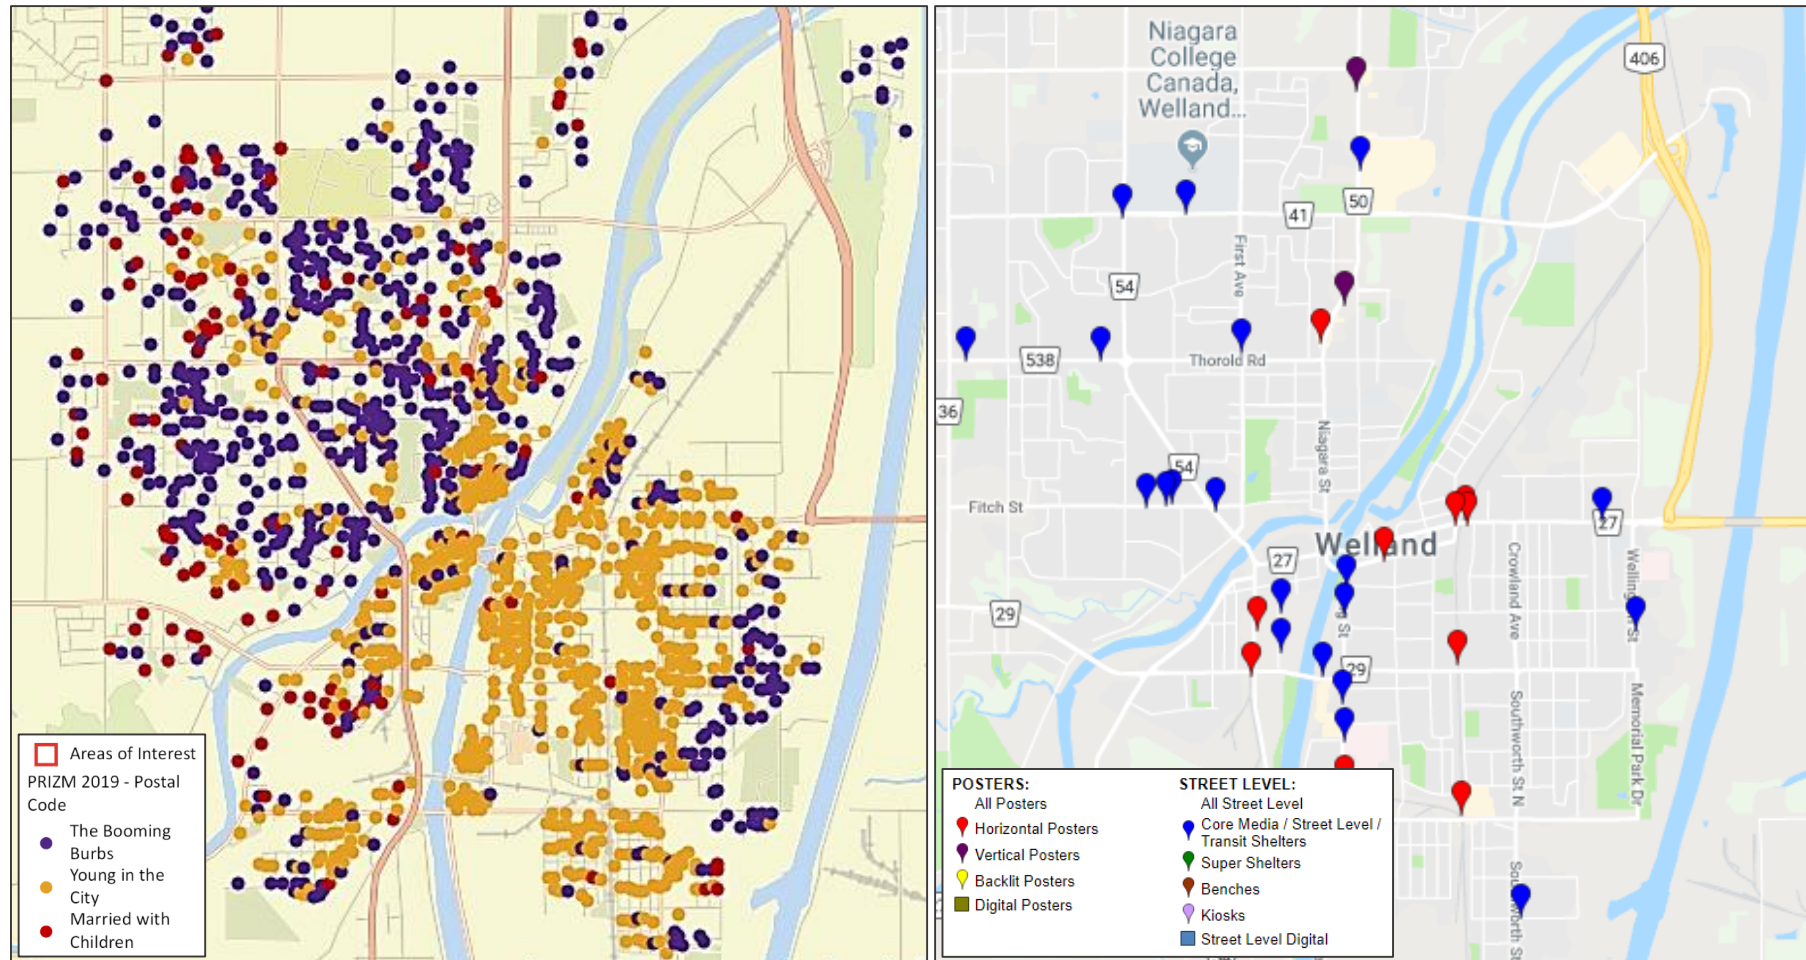 Areas of Interest
PRIZM 2019 - Postal
Code
The Booming
Burbs
Young in the
City
Married with
Children
Niagara
College
Canada,
Welland...
406
50
41
First Ave
54
538
Thorold Rd
36
Niagara St
54
Fitch St
27
Welland
27
Crowland Ave
Wellington St
29
29
Southworth St N
Memorial Park Dr
POSTERS:
All Posters
Horizontal Posters
Vertical Posters
Backlit Posters
Digital Posters
STREET LEVEL:
All Street Level
Core Media / Street Level /
Transit Shelters
Super Shelters
Benches
Kiosks
Street Level Digital